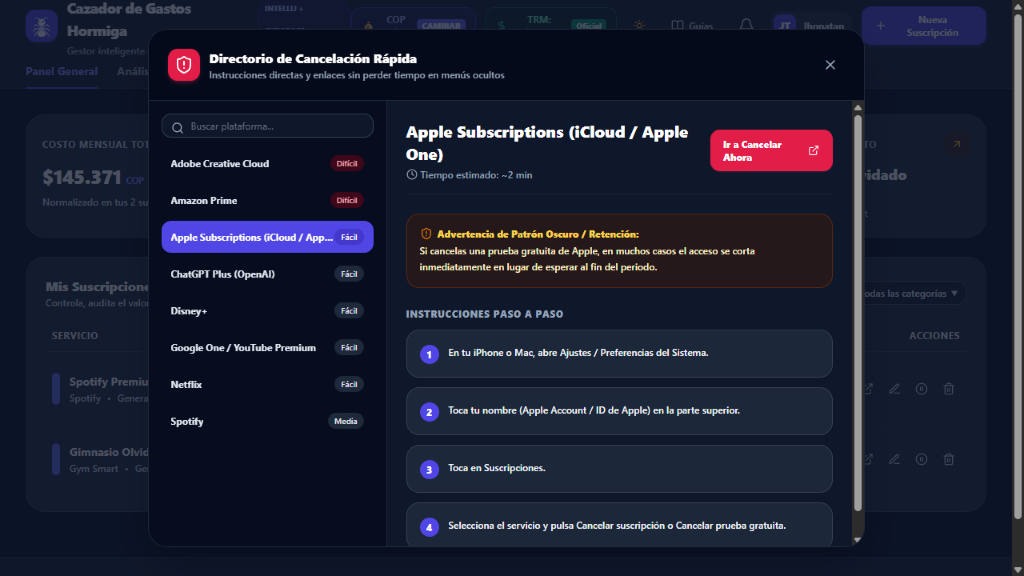 Cazador de Gastos
Hormiga
Gestor inteligente
COP
CAMBIAR
TRM:
Oficial
Guías
JT
Jhonatan
Nueva
Suscripción
Panel General
Directorio de Cancelación Rápida
Instrucciones directas y enlaces sin perder tiempo en menús ocultos
Buscar plataforma...
Adobe Creative Cloud
Difícil
Amazon Prime
Difícil
Apple Subscriptions (iCloud / App...
Fácil
ChatGPT Plus (OpenAI)
Fácil
Disney+
Fácil
Google One / YouTube Premium
Fácil
Netflix
Fácil
Spotify
Media
Apple Subscriptions (iCloud / Apple
One)
Tiempo estimado: ~2 min
Ir a Cancelar
Ahora
Advertencia de Patrón Oscuro / Retención:
Si cancelas una prueba gratuita de Apple, en muchos casos el acceso se corta
inmediatamente en lugar de esperar al fin del periodo.
INSTRUCCIONES PASO A PASO
1 En tu iPhone o Mac, abre Ajustes / Preferencias del Sistema.
2 Toca tu nombre (Apple Account / ID de Apple) en la parte superior.
3 Toca en Suscripciones.
4 Selecciona el servicio y pulsa Cancelar suscripción o Cancelar prueba gratuita.
COSTO MENSUAL TOT
$145.371 COP
Normalizado en tus 2 su
Mis Suscripcione
Controla, audita el valor
SERVICIO
ACCIONES
Spotify Premiu
Spotify • Genera
Gimnasio Olvid
Gym Smart • Ge
odas las categorías